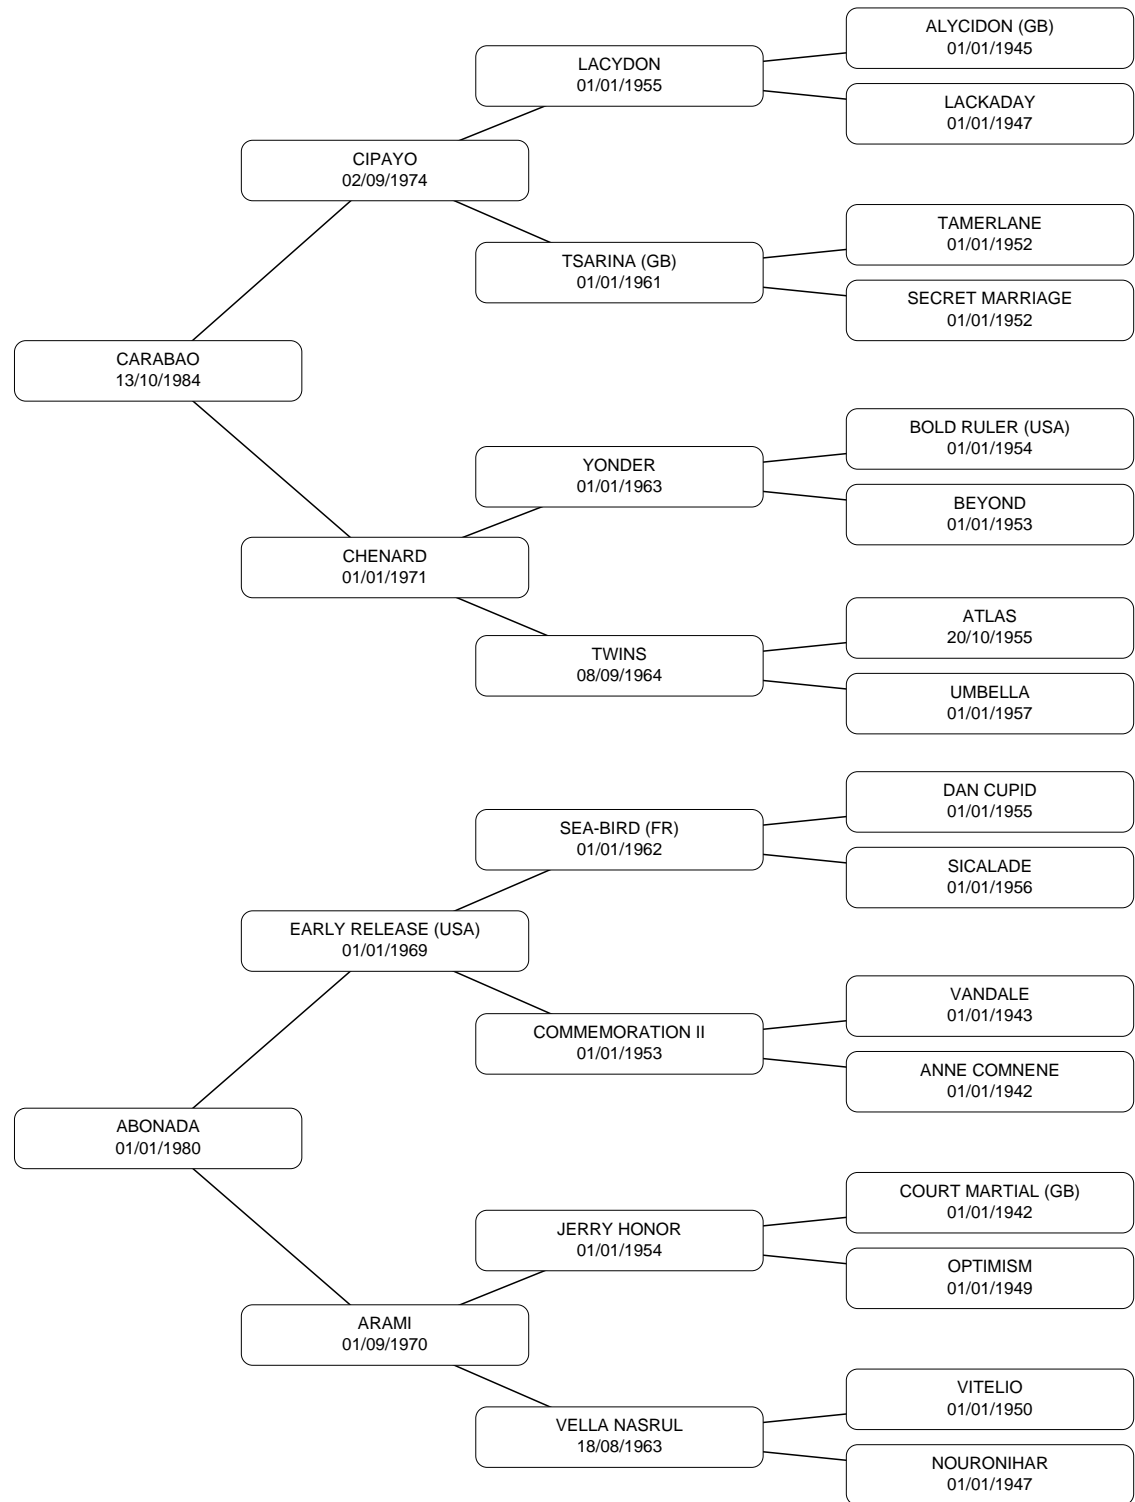 ALYCIDON (GB)
01/01/1945
LACYDON
01/01/1955
LACKADAY
01/01/1947
CIPAYO
02/09/1974
TAMERLANE
01/01/1952
TSARINA (GB)
01/01/1961
SECRET MARRIAGE
01/01/1952
CARABAO
13/10/1984
BOLD RULER (USA)
01/01/1954
YONDER
01/01/1963
BEYOND
01/01/1953
CHENARD
01/01/1971
ATLAS
20/10/1955
TWINS
08/09/1964
UMBELLA
01/01/1957
DAN CUPID
01/01/1955
SEA-BIRD (FR)
01/01/1962
SICALADE
01/01/1956
EARLY RELEASE (USA)
01/01/1969
VANDALE
01/01/1943
COMMEMORATION II
01/01/1953
ANNE COMNENE
01/01/1942
ABONADA
01/01/1980
COURT MARTIAL (GB)
01/01/1942
JERRY HONOR
01/01/1954
OPTIMISM
01/01/1949
ARAMI
01/09/1970
VITELIO
01/01/1950
VELLA NASRUL
18/08/1963
NOURONIHAR
01/01/1947